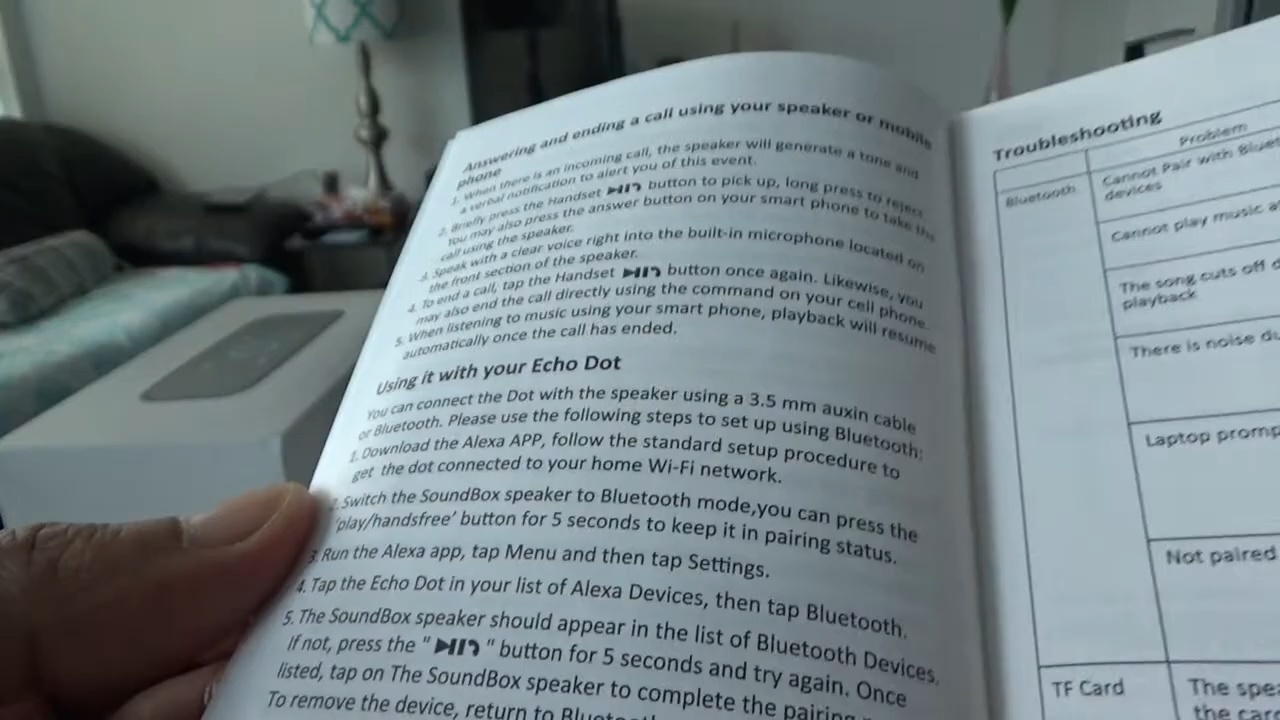 Answering and ending a call using your speaker or mobile
phone
1. When there is an incoming call, the speaker will generate a tone and
a verbal notification to alert you of this event.
2. Briefly press the Handset button to pick up, long press to reject.
You may also press the answer button on your smart phone to take the
call using the speaker.
3. Speak with a clear voice right into the built-in microphone located on
the front section of the speaker.
4. To end a call, tap the Handset button once again. Likewise, you
may also end the call directly using the command on your cell phone.
5. When listening to music using your smart phone, playback will resume
automatically once the call has ended.
Using it with your Echo Dot
You can connect the Dot with the speaker using a 3.5 mm auxin cable
or Bluetooth. Please use the following steps to set up using Bluetooth:
1. Download the Alexa APP, follow the standard setup procedure to
get the dot connected to your home Wi-Fi network.
2. Switch the SoundBox speaker to Bluetooth mode,you can press the
'play/handsfree' button for 5 seconds to keep it in pairing status.
3. Run the Alexa app, tap Menu and then tap Settings.
4. Tap the Echo Dot in your list of Alexa Devices, then tap Bluetooth.
5. The SoundBox speaker should appear in the list of Bluetooth Devices.
If not, press the " " button for 5 seconds and try again. Once
listed, tap on The SoundBox speaker to complete the pairing
To remove the device, return to
Troubleshooting
Problem
Bluetooth
Cannot Pair with
devices
Cannot play music
The song cuts off
playback
There is noise
Laptop
Not paired
TF Card
The
the